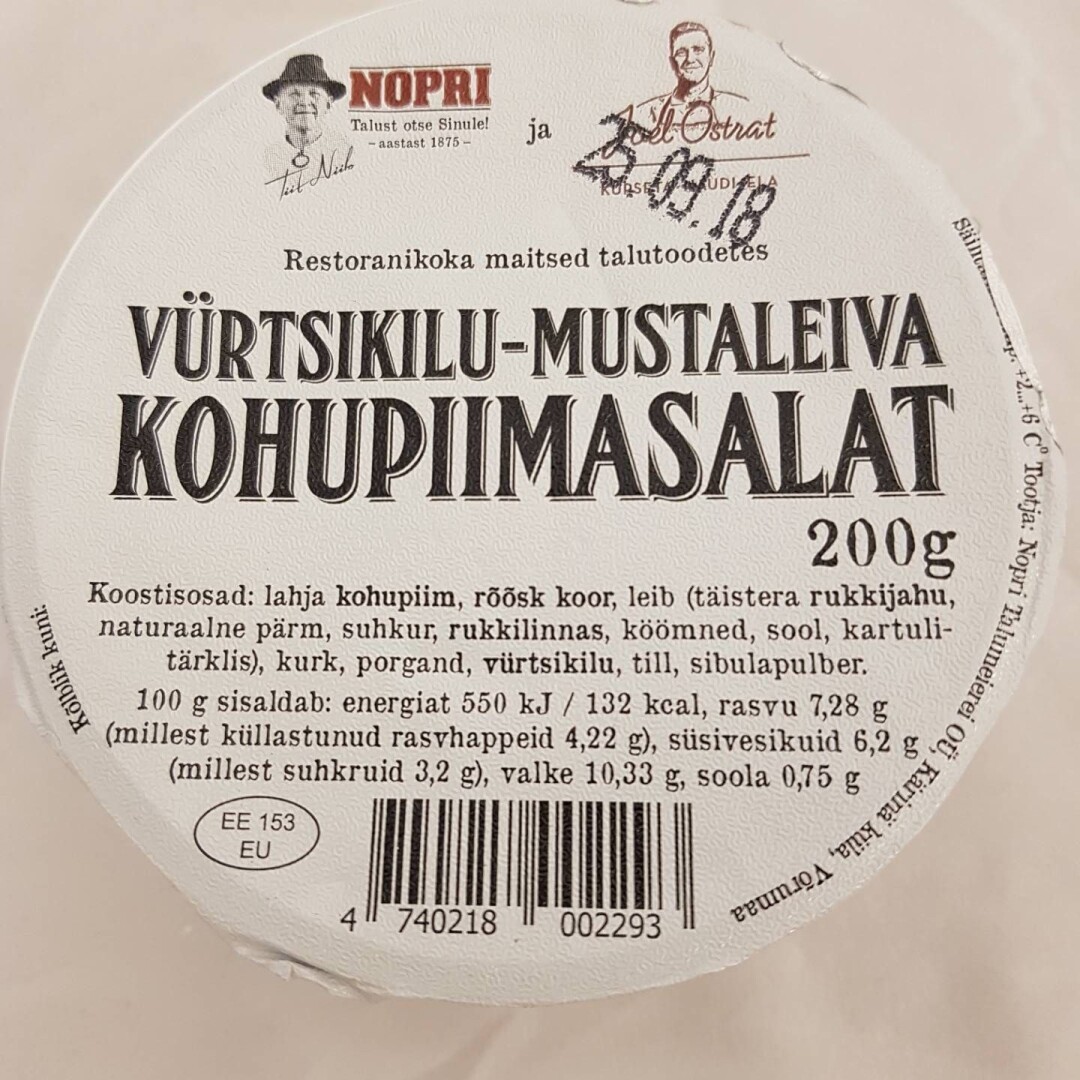 NOPRI
Talust otse Sinule!
- aastast 1875 -
Tiit Niilo
ja
Joel Ostrat
25.09.18
Restoranikoka maitsed talutoodetes
VÜRTSIKILU-MUSTALEIVA
KOHUPIIMASALAT
200g
Koostisosad: lahja kohupiim, rõõsk koor, leib (täistera rukkijahu,
naturaalne pärm, suhkur, rukkilinnas, köömned, sool, kartuli-
tärklis), kurk, porgand, vürtsikilu, till, sibulapulber.
100 g sisaldab: energiat 550 kJ / 132 kcal, rasvu 7,28 g
(millest küllastunud rasvhappeid 4,22 g), süsivesikuid 6,2 g
(millest suhkruid 3,2 g), valke 10,33 g, soola 0,75 g
EE 153
EU
4 740218 002293
Kõlblik kuni:
+2...+6 C° Tootja: Nopri Talumeierei OÜ, Kärinä küla, Võrumaa